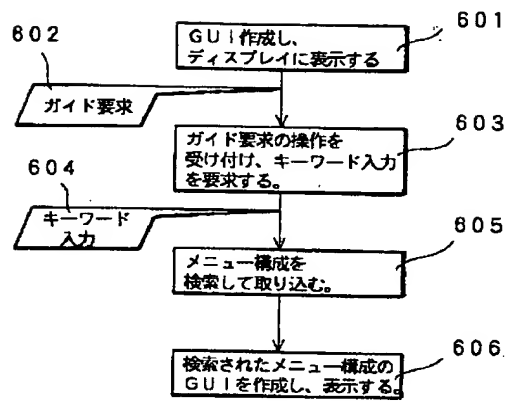 601
GUI作成し、
ディスプレイに表示する
602
ガイド要求
603
ガイド要求の操作を
受け付け、キーワード入力
を要求する。
604
キーワード
入力
605
メニュー構成を
検索して取り込む。
606
検索されたメニュー構成の
GUIを作成し、表示する。